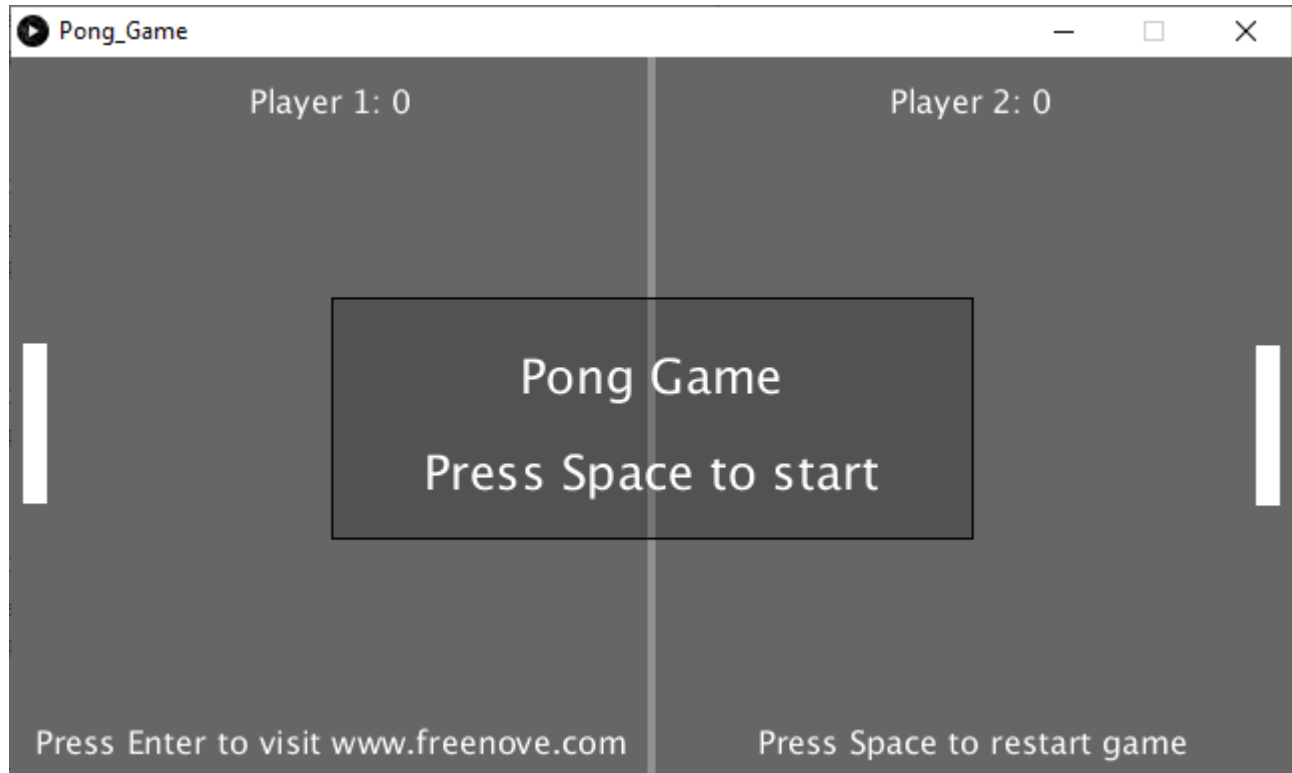 Pong_Game
Player 1: 0
Player 2: 0
Pong Game
Press Space to start
Press Enter to visit www.freenove.com
Press Space to restart game